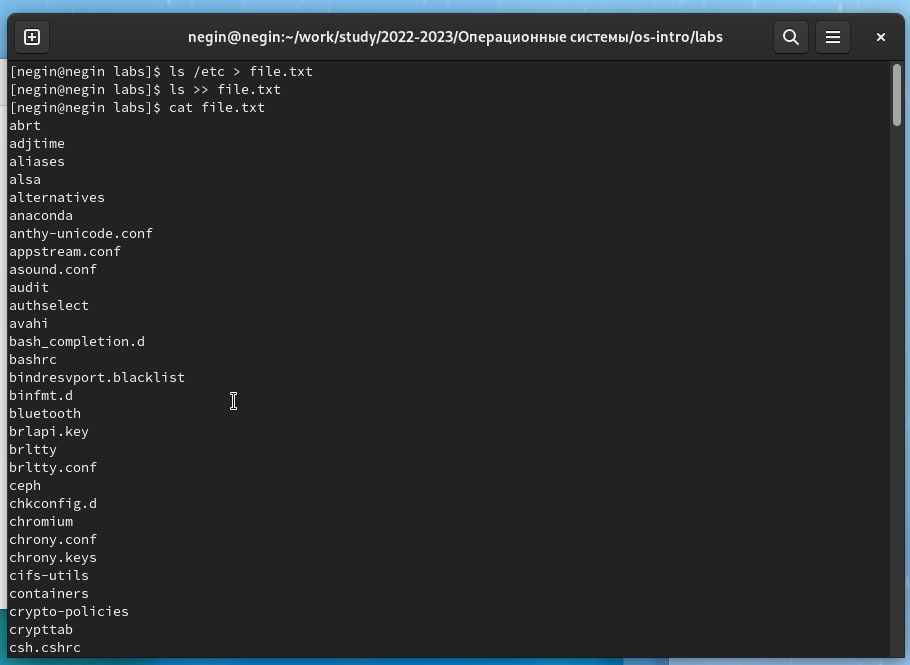 negin@negin:~/work/study/2022-2023/Операционные системы/os-intro/labs
[negin@negin labs]$ ls /etc > file.txt
[negin@negin labs]$ ls >> file.txt
[negin@negin labs]$ cat file.txt
abrt
adjtime
aliases
alsa
alternatives
anaconda
anthy-unicode.conf
appstream.conf
asound.conf
audit
authselect
avahi
bash_completion.d
bashrc
bindresvport.blacklist
binfmt.d
bluetooth
brlapi.key
brltty
brltty.conf
ceph
chkconfig.d
chromium
chrony.conf
chrony.keys
cifs-utils
containers
crypto-policies
crypttab
csh.cshrc